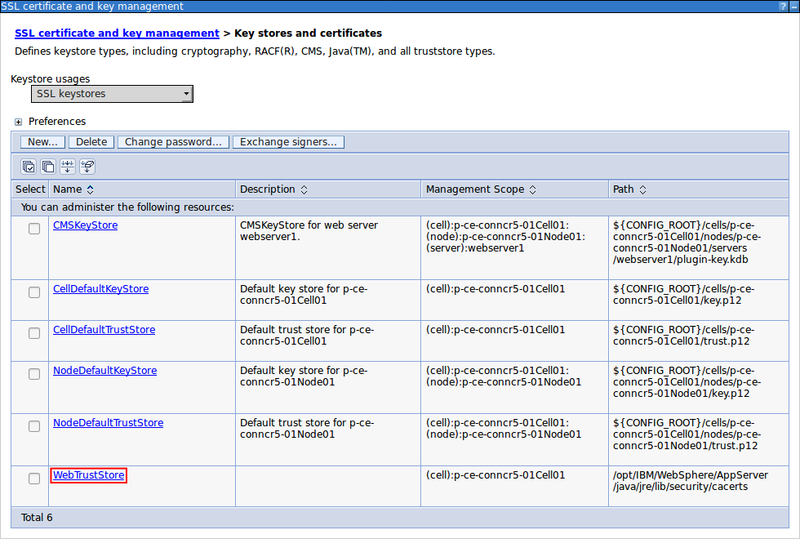 SSL certificate and key management ? –
SSL certificate and key management > Key stores and certificates
Defines keystore types, including cryptography, RACF(R), CMS, Java(TM), and all truststore types.
Keystore usages
SSL keystores
Preferences
New... Delete Change password... Exchange signers...
Select Name Description Management Scope Path
You can administer the following resources:
CMSKeyStore CMSKeyStore for web server (cell):p-ce-conncr5-01Cell01: ${CONFIG_ROOT}/cells/p-ce-
webserver1. (node):p-ce-conncr5-01Node01: conncr5-01Cell01/nodes/p-ce-
(server):webserver1 conncr5-01Node01/servers
/webserver1/plugin-key.kdb
CellDefaultKeyStore Default key store for p-ce- (cell):p-ce-conncr5-01Cell01 ${CONFIG_ROOT}/cells/p-ce-
conncr5-01Cell01 conncr5-01Cell01/key.p12
CellDefaultTrustStore Default trust store for p-ce- (cell):p-ce-conncr5-01Cell01 ${CONFIG_ROOT}/cells/p-ce-
conncr5-01Cell01 conncr5-01Cell01/trust.p12
NodeDefaultKeyStore Default key store for p-ce- (cell):p-ce-conncr5-01Cell01: ${CONFIG_ROOT}/cells/p-ce-
conncr5-01Node01 (node):p-ce-conncr5-01Node01 conncr5-01Cell01/nodes/p-ce-
conncr5-01Node01/key.p12
NodeDefaultTrustStore Default trust store for p-ce- (cell):p-ce-conncr5-01Cell01: ${CONFIG_ROOT}/cells/p-ce-
conncr5-01Node01 (node):p-ce-conncr5-01Node01 conncr5-01Cell01/nodes/p-ce-
conncr5-01Node01/trust.p12
WebTrustStore (cell):p-ce-conncr5-01Cell01 /opt/IBM/WebSphere/AppServer
/java/jre/lib/security/cacerts
Total 6